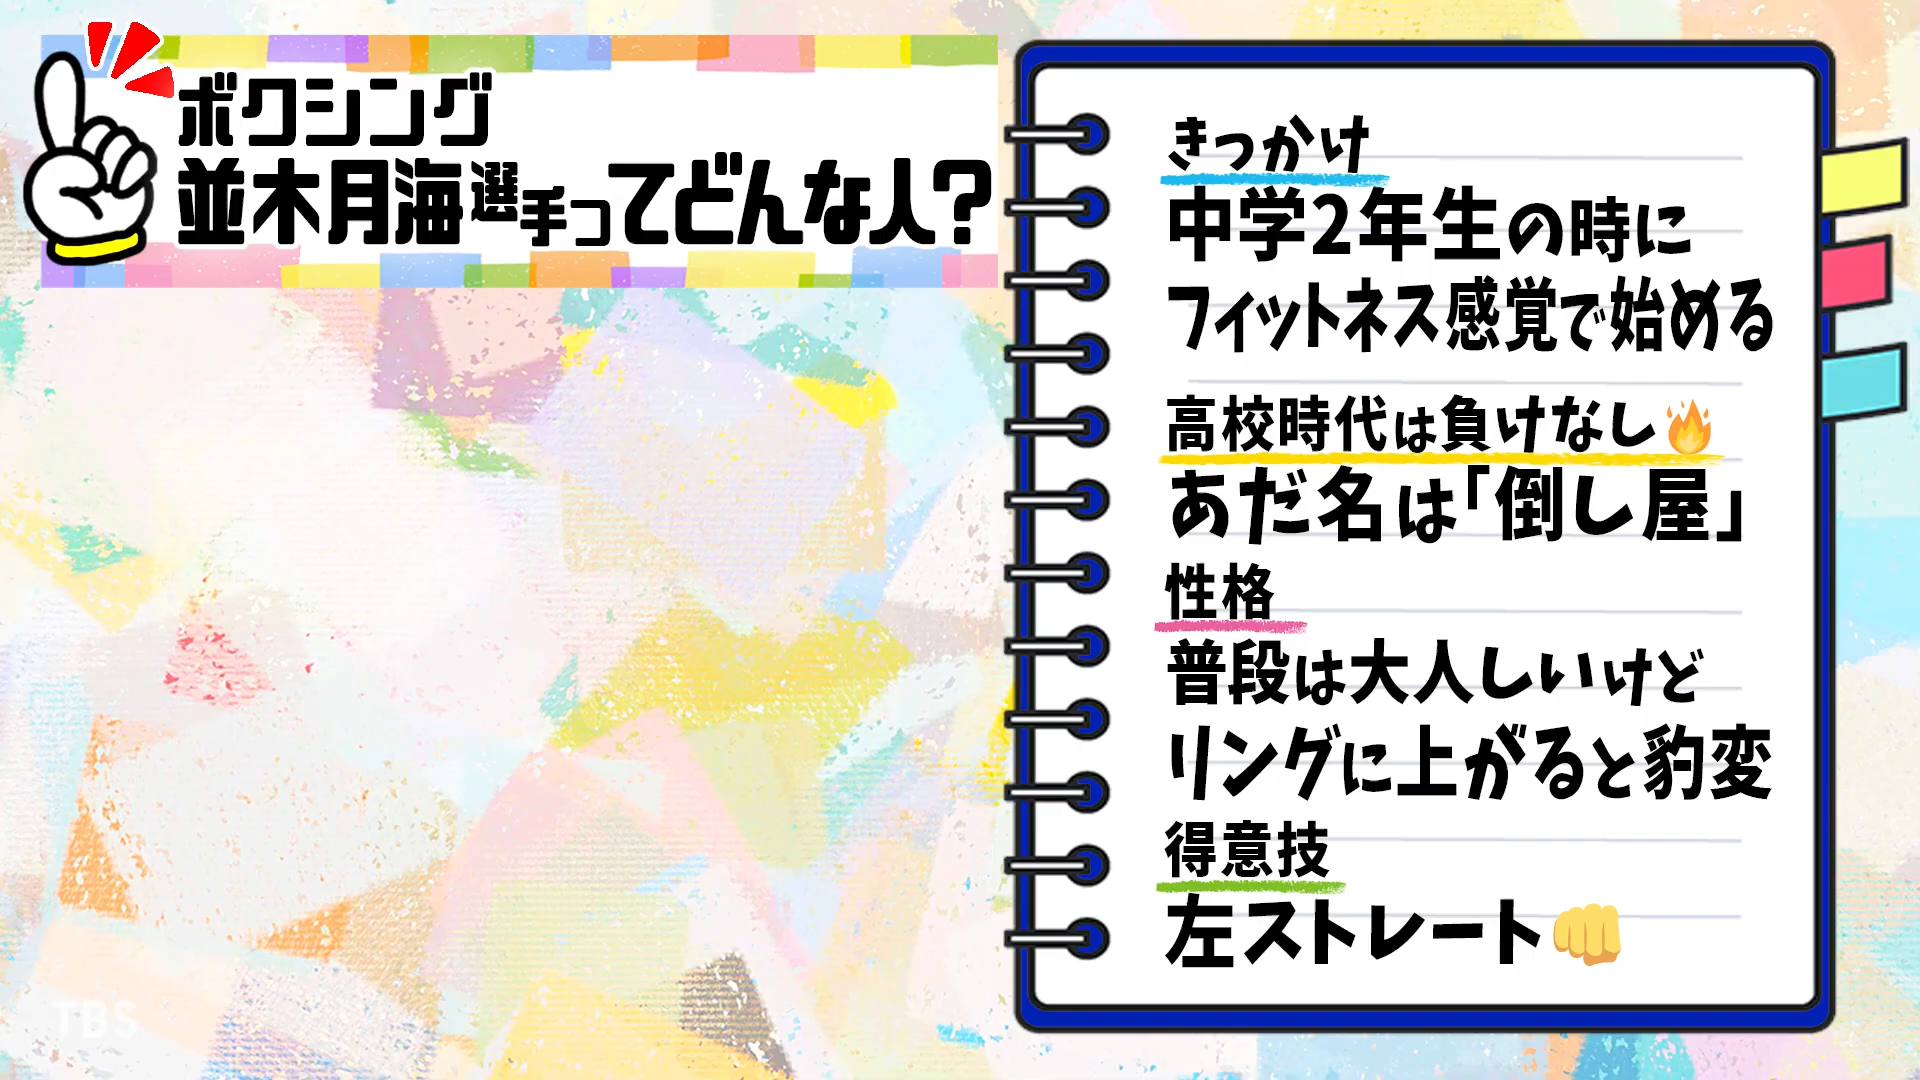 ボクシング
並木月海選手ってどんな人?
きっかけ
中学2年生の時に
フィットネス感覚で始める
高校時代は負けなし🔥
あだ名は「倒し屋」
性格
普段は大人しいけど
リングに上がると豹変
得意技
左ストレート👊
TBS